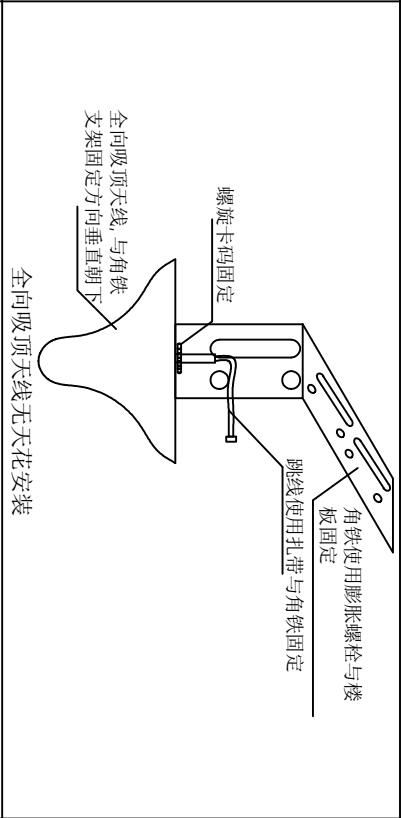 角铁使用膨胀螺栓与楼
板固定
跳线使用扎带与角铁固定
螺旋卡码固定
全向吸顶天线, 与角铁
支架固定方向垂直朝下
全向吸顶天线无天花安装